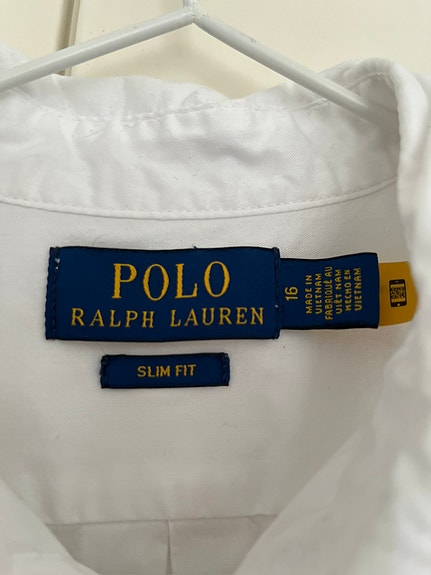 POLO
RALPH LAUREN
16
MADE IN
VIETNAM
FABRIQUÉ AU
VIET NAM
HECHO EN
VIETNAM
SLIM FIT